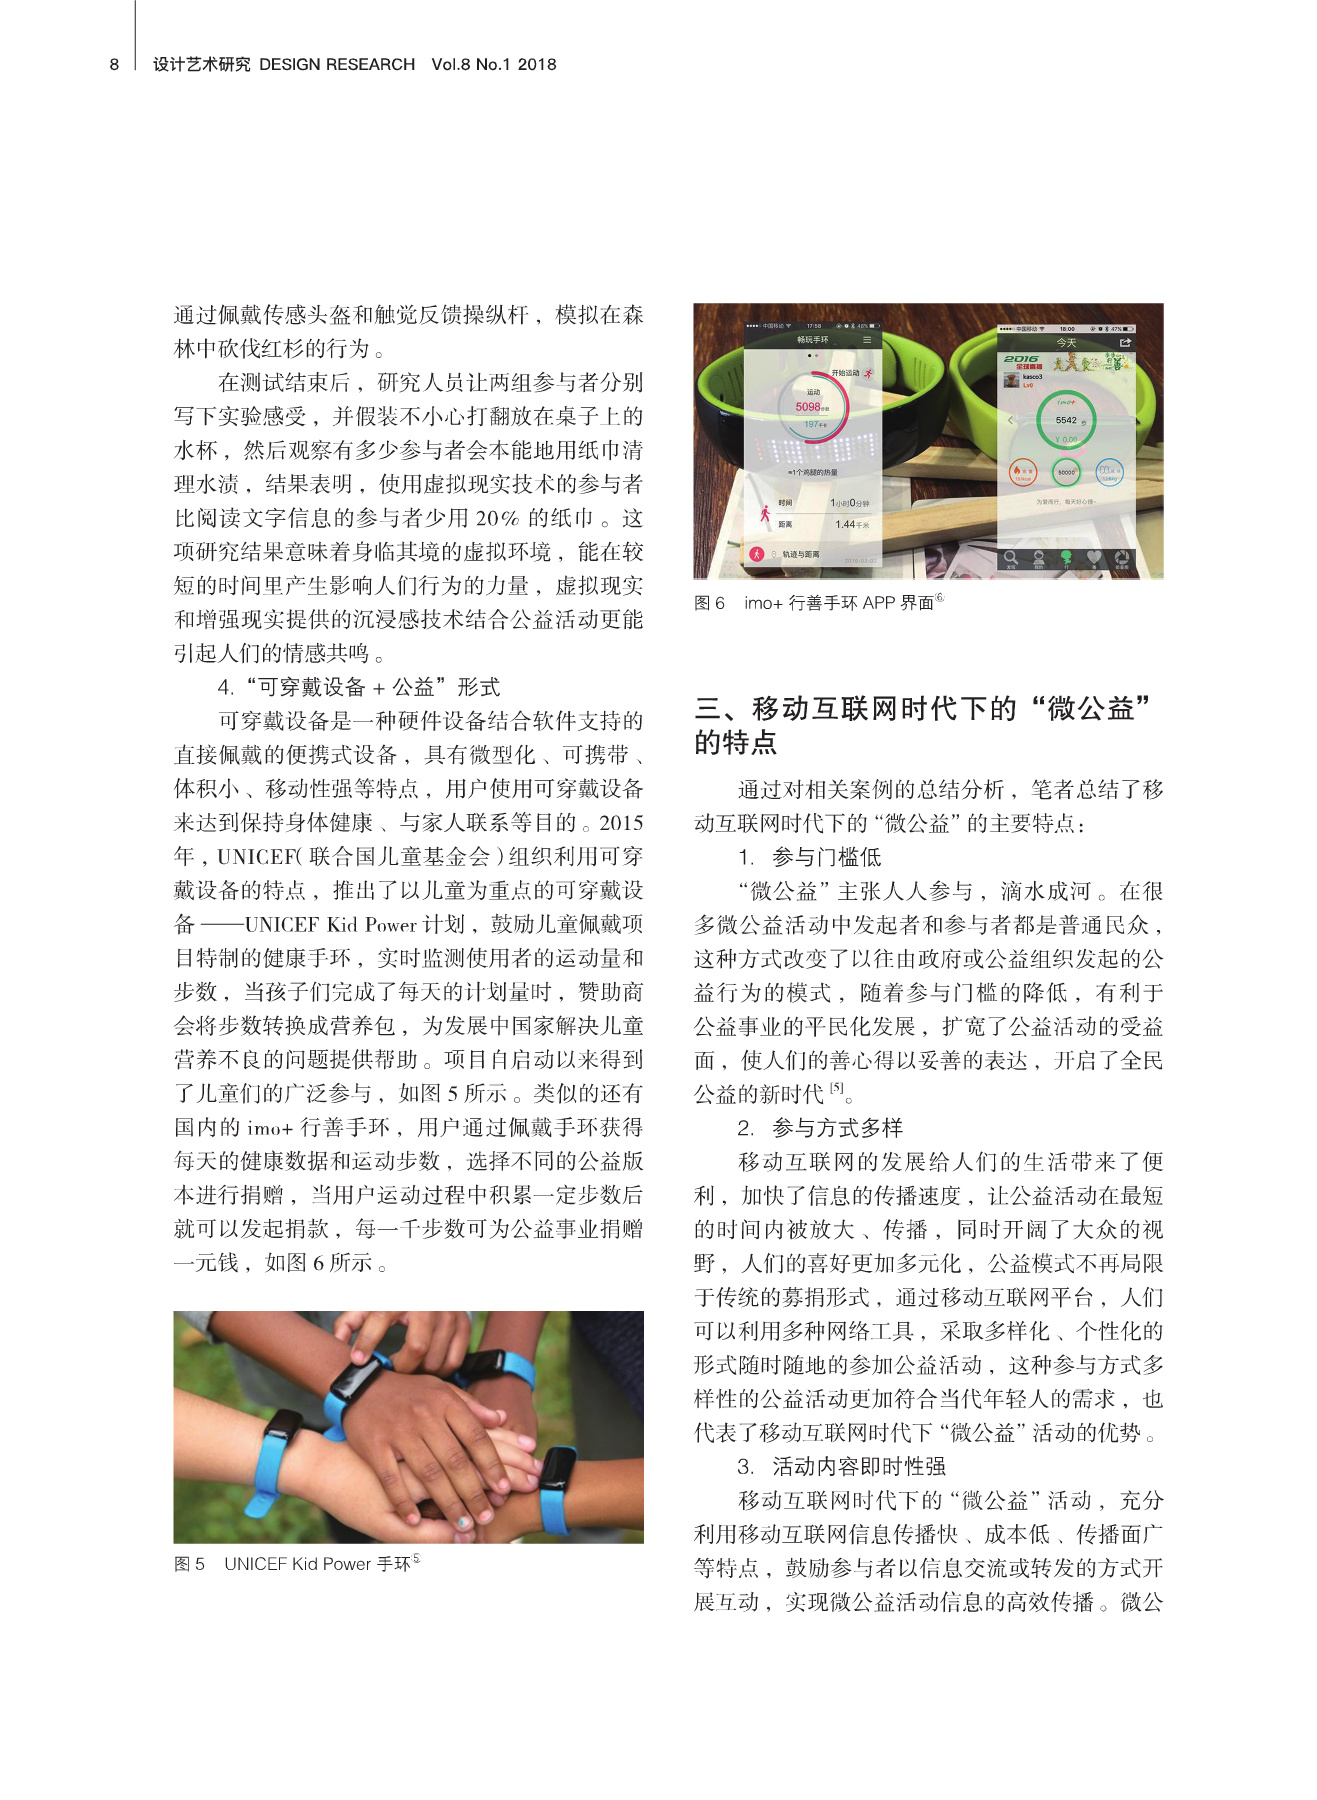 8 设计艺术研究 DESIGN RESEARCH Vol.8 No.1 2018
通过佩戴传感头盔和触觉反馈操纵杆，模拟在森
林中砍伐红杉的行为。
在测试结束后，研究人员让两组参与者分别
写下实验感受，并假装不小心打翻放在桌子上的
水杯，然后观察有多少参与者会本能地用纸巾清
理水渍，结果表明，使用虚拟现实技术的参与者
比阅读文字信息的参与者少用 20% 的纸巾。这
项研究结果意味着身临其境的虚拟环境，能在较
短的时间里产生影响人们行为的力量，虚拟现实
和增强现实提供的沉浸感技术结合公益活动更能
引起人们的情感共鸣。
4.“可穿戴设备 + 公益”形式
可穿戴设备是一种硬件设备结合软件支持的
直接佩戴的便携式设备，具有微型化、可携带、
体积小、移动性强等特点，用户使用可穿戴设备
来达到保持身体健康、与家人联系等目的。2015
年，UNICEF(联合国儿童基金会)组织利用可穿
戴设备的特点，推出了以儿童为重点的可穿戴设
备——UNICEF Kid Power 计划，鼓励儿童佩戴项
目特制的健康手环，实时监测使用者的运动量和
步数，当孩子们完成了每天的计划量时，赞助商
会将步数转换成营养包，为发展中国家解决儿童
营养不良的问题提供帮助。项目自启动以来得到
了儿童们的广泛参与，如图 5 所示。类似的还有
国内的 imo+ 行善手环，用户通过佩戴手环获得
每天的健康数据和运动步数，选择不同的公益版
本进行捐赠，当用户运动过程中积累一定步数后
就可以发起捐款，每一千步数可为公益事业捐赠
一元钱，如图 6 所示。
图 5 UNICEF Kid Power 手环⑤
中国移动 17:58 46%
畅玩手环
开始运动
运动
5098步数
197千卡
≈1个鸡腿的热量
时间 1小时0分钟
距离 1.44千米
轨迹与距离
中国移动 18:00 47%
今天
2016
全球直播
kasco3
Lv0
imo+
5542 步
¥ 0.00
50000
为爱而行，每天好心情~
图 6 imo+ 行善手环 APP 界面⑥
三、移动互联网时代下的“微公益”
的特点
通过对相关案例的总结分析，笔者总结了移
动互联网时代下的“微公益”的主要特点：
1. 参与门槛低
“微公益”主张人人参与，滴水成河。在很
多微公益活动中发起者和参与者都是普通民众，
这种方式改变了以往由政府或公益组织发起的公
益行为的模式，随着参与门槛的降低，有利于
公益事业的平民化发展，扩宽了公益活动的受益
面，使人们的善心得以妥善的表达，开启了全民
公益的新时代[5]。
2. 参与方式多样
移动互联网的发展给人们的生活带来了便
利，加快了信息的传播速度，让公益活动在最短
的时间内被放大、传播，同时开阔了大众的视
野，人们的喜好更加多元化，公益模式不再局限
于传统的募捐形式，通过移动互联网平台，人们
可以利用多种网络工具，采取多样化、个性化的
形式随时随地的参加公益活动，这种参与方式多
样性的公益活动更加符合当代年轻人的需求，也
代表了移动互联网时代下“微公益”活动的优势。
3. 活动内容即时性强
移动互联网时代下的“微公益”活动，充分
利用移动互联网信息传播快、成本低、传播面广
等特点，鼓励参与者以信息交流或转发的方式开
展互动，实现微公益活动信息的高效传播。微公